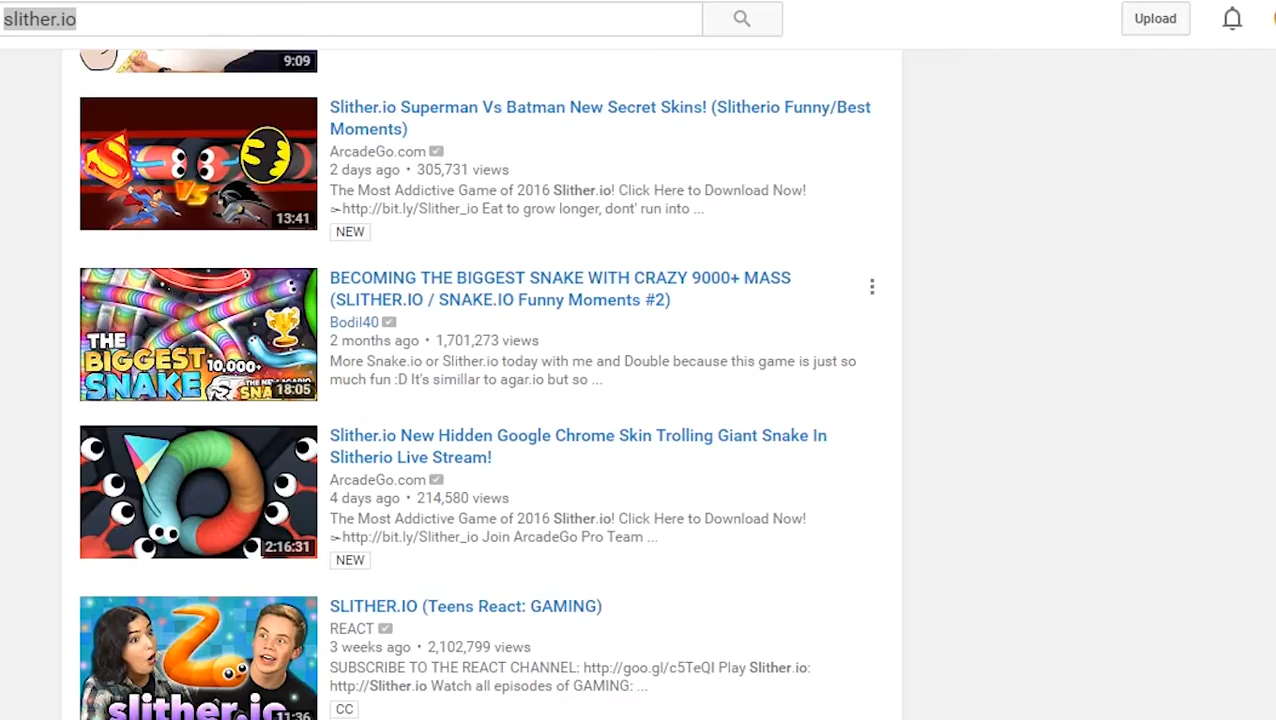 slither.io
Upload
9:09
Slither.io Superman Vs Batman New Secret Skins! (Slitherio Funny/Best
Moments)
ArcadeGo.com
2 days ago • 305,731 views
The Most Addictive Game of 2016 Slither.io! Click Here to Download Now!
➢http://bit.ly/Slither_io Eat to grow longer, dont' run into ...
NEW
S
VS
13:41
BECOMING THE BIGGEST SNAKE WITH CRAZY 9000+ MASS
(SLITHER.IO / SNAKE.IO Funny Moments #2)
Bodil40
2 months ago • 1,701,273 views
More Snake.io or Slither.io today with me and Double because this game is just so
much fun :D It's simillar to agar.io but so ...
THE
BIGGEST 10,000+
SNAKE
18:05
Slither.io New Hidden Google Chrome Skin Trolling Giant Snake In
Slitherio Live Stream!
ArcadeGo.com
4 days ago • 214,580 views
The Most Addictive Game of 2016 Slither.io! Click Here to Download Now!
➢http://bit.ly/Slither_io Join ArcadeGo Pro Team ...
NEW
2:16:31
SLITHER.IO (Teens React: GAMING)
REACT
3 weeks ago • 2,102,799 views
SUBSCRIBE TO THE REACT CHANNEL: http://goo.gl/c5TeQI Play Slither.io:
http://Slither.io Watch all episodes of GAMING: ...
CC
slither.io
11:36